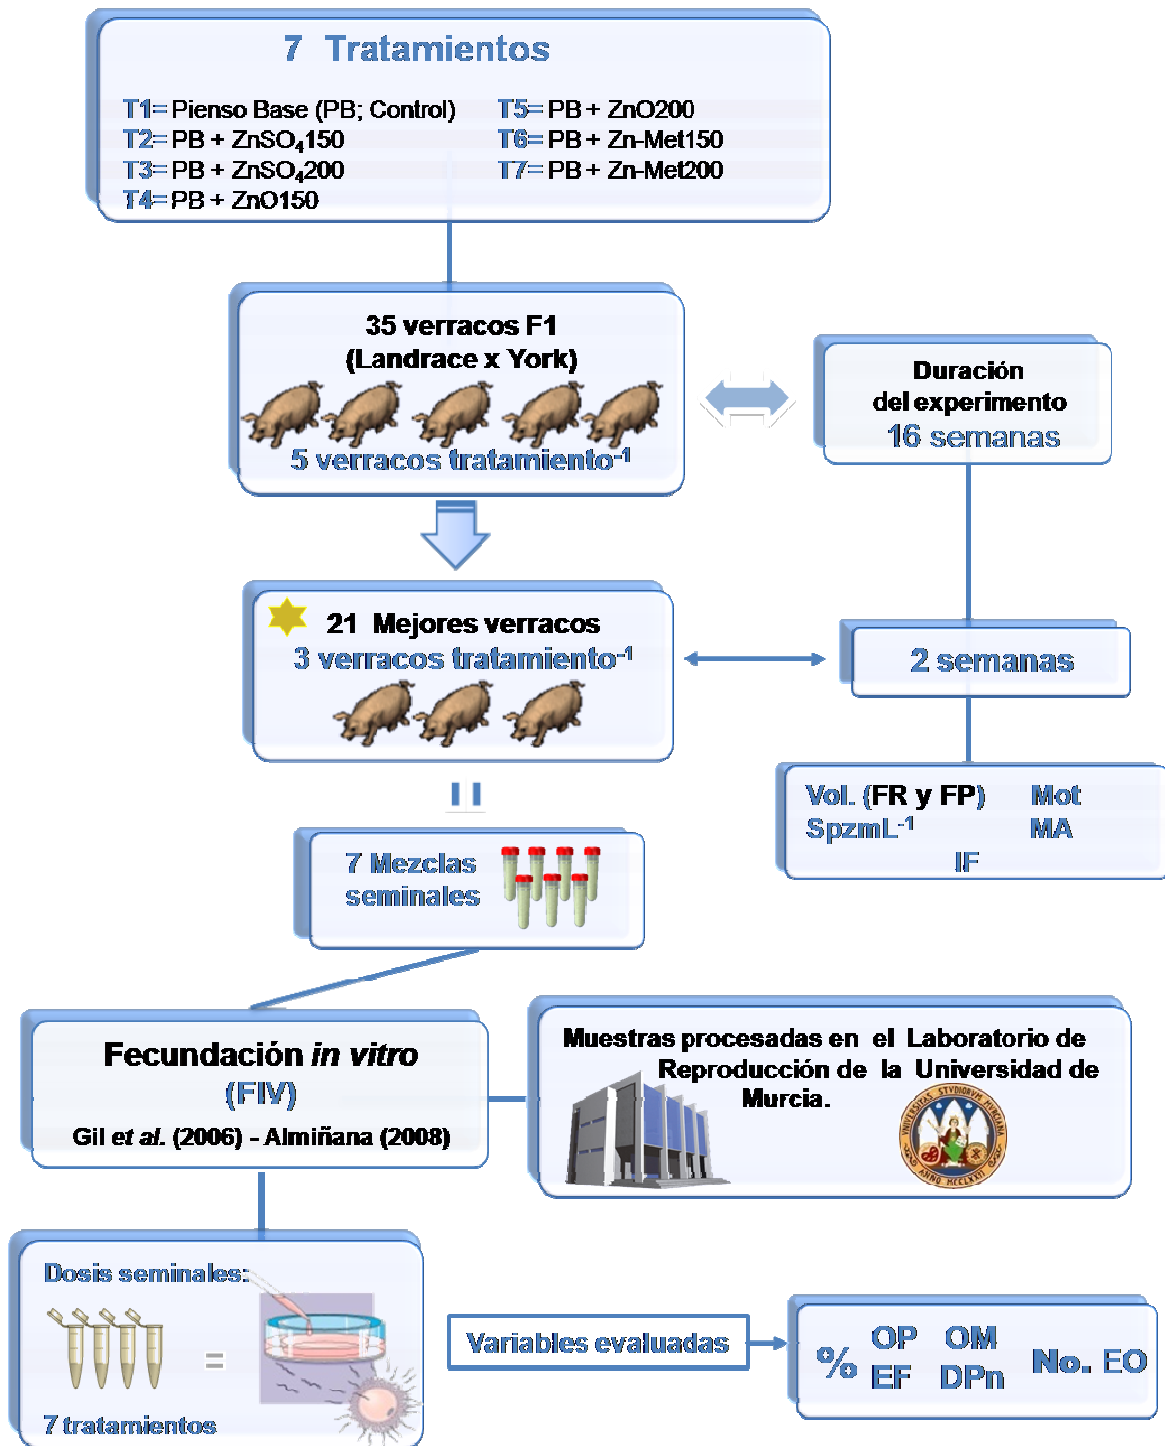 7 Tratamientos
T1= Pienso Base (PB; Control)
T2= PB + ZnSO₄150
T3= PB + ZnSO₄200
T4= PB + ZnO150
T5= PB + ZnO200
T6= PB + Zn-Met150
T7= PB + Zn-Met200
35 verracos F1
(Landrace x York)
5 verracos tratamiento⁻¹
Duración
del experimento
16 semanas
21 Mejores verracos
3 verracos tratamiento⁻¹
2 semanas
Vol. (FR y FP) Mot
SpzmL⁻¹ MA
IF
7 Mezclas
seminales
Fecundación in vitro
(FIV)
Gil et al. (2006) - Almiñana (2008)
Muestras procesadas en el Laboratorio de
Reproducción de la Universidad de
Murcia.
UNIVERSITAS STVDIORVM MVRCIANA
ANNO MCCLXXII
Dosis seminales:
=
7 tratamientos
Variables evaluadas
% OP OM
EF DPn
No. EO